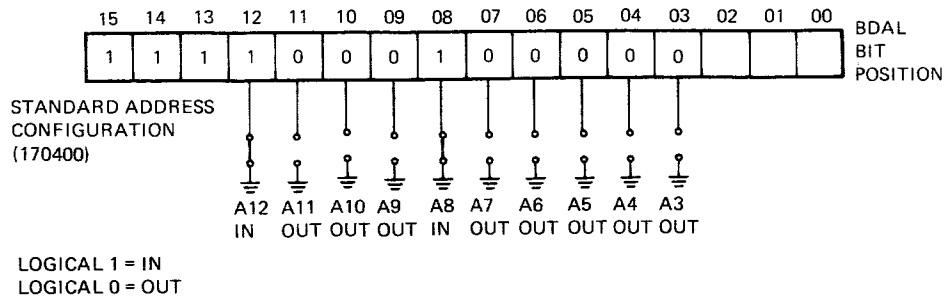 15 14 13 12 11 10 09 08 07 06 05 04 03 02 01 00
BDAL
BIT
POSITION
1 1 1 1 0 0 0 1 0 0 0 0 0
STANDARD ADDRESS
CONFIGURATION
(170400)
A12 A11 A10 A9 A8 A7 A6 A5 A4 A3
IN OUT OUT OUT IN OUT OUT OUT OUT OUT
LOGICAL 1 = IN
LOGICAL 0 = OUT